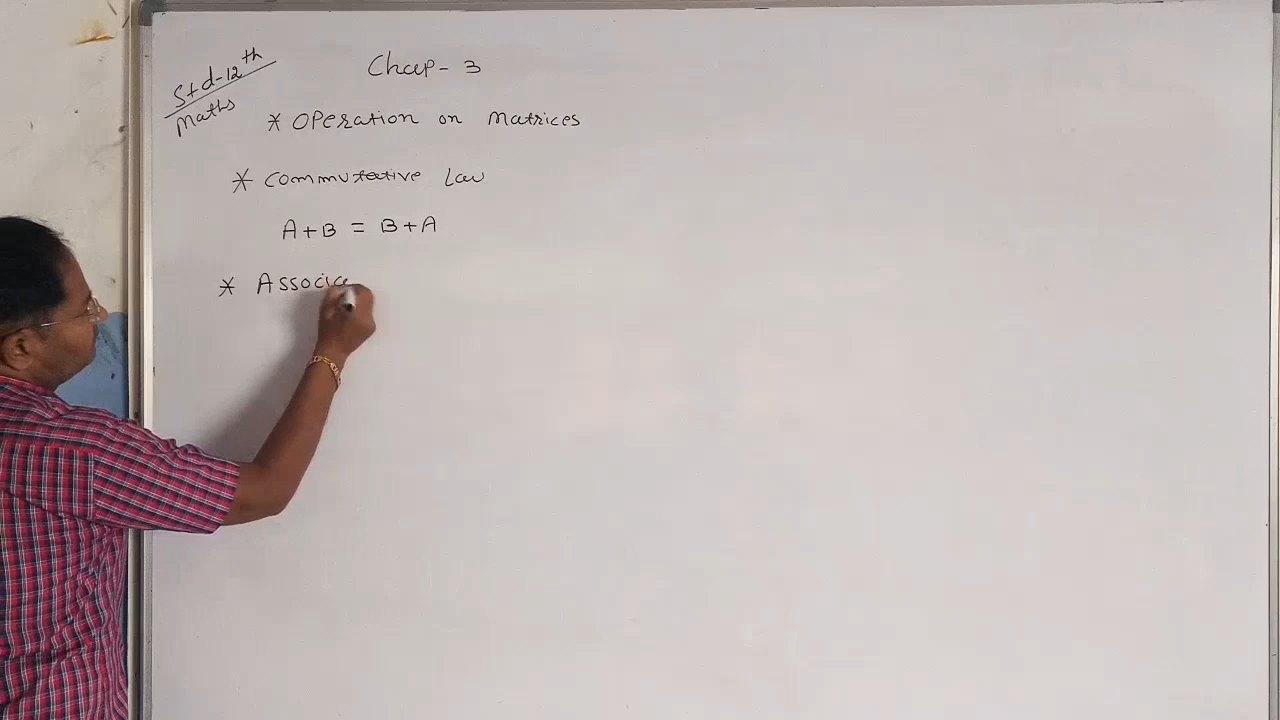 Std-12th
Maths
Chap-3
* Operation on Matrices
* Commutative Law
A+B = B+A
* Associa